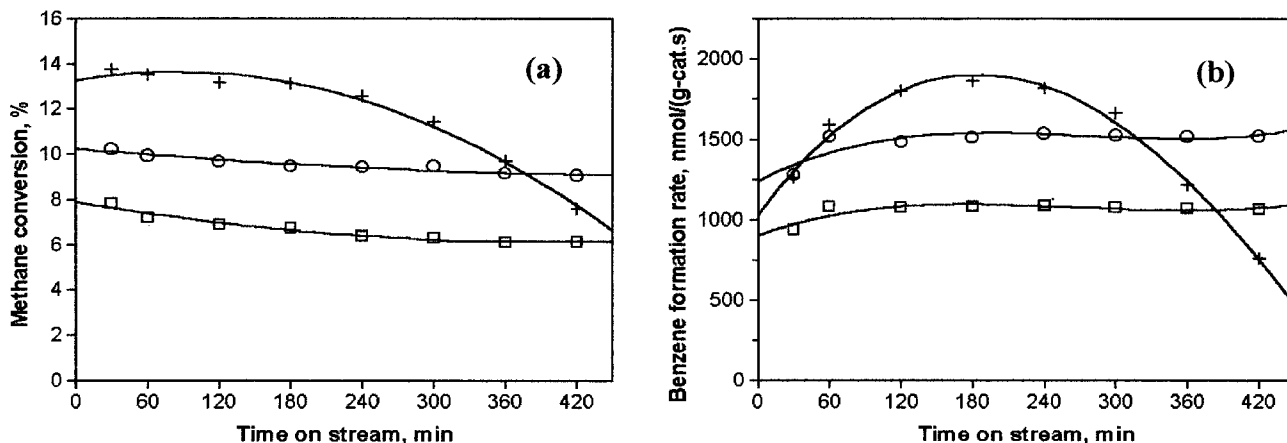 (a)
Methane conversion, %
16
14
12
10
8
6
4
2
0
0 60 120 180 240 300 360 420
Time on stream, min
(b)
Benzene formation rate, nmol/(g-cat.s)
2000
1500
1000
500
0
0 60 120 180 240 300 360 420
Time on stream, min